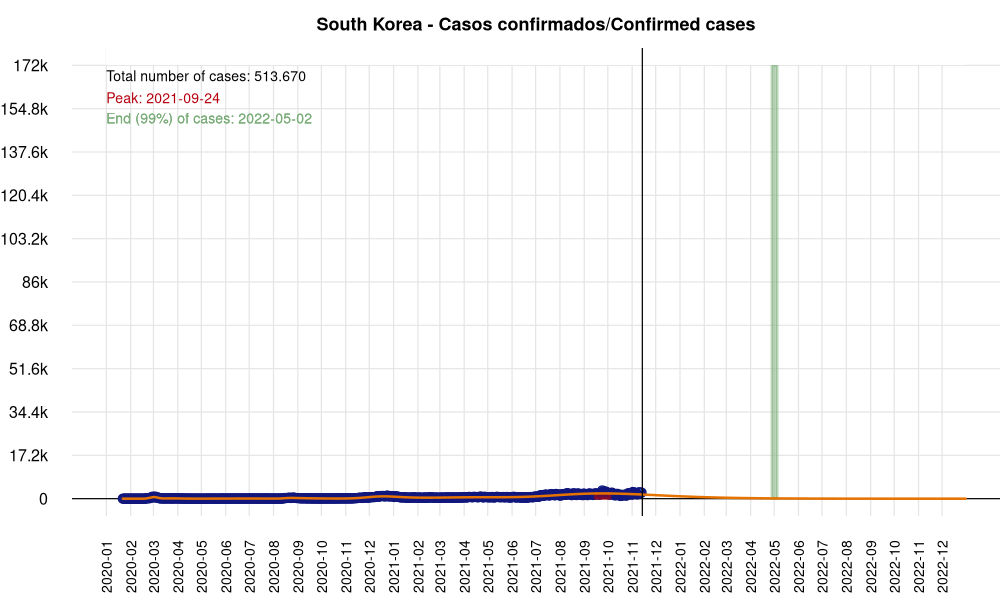 South Korea - Casos confirmados/Confirmed cases
172k
Total number of cases: 513.670
Peak: 2021-09-24
154.8k
End (99%) of cases: 2022-05-02
137.6k
120.4k
103.2k
86k
68.8k
51.6k
34.4k
17.2k
0
2020-01
2020-02
2020-03
2020-04
2020-05
2020-06
2020-07
2020-08
2020-09
2020-10
2020-11
2020-12
2021-01
2021-02
2021-03
2021-04
2021-05
2021-06
2021-07
2021-08
2021-09
2021-10
2021-11
2021-12
2022-01
2022-02
2022-03
2022-04
2022-05
2022-06
2022-07
2022-08
2022-09
2022-10
2022-11
2022-12